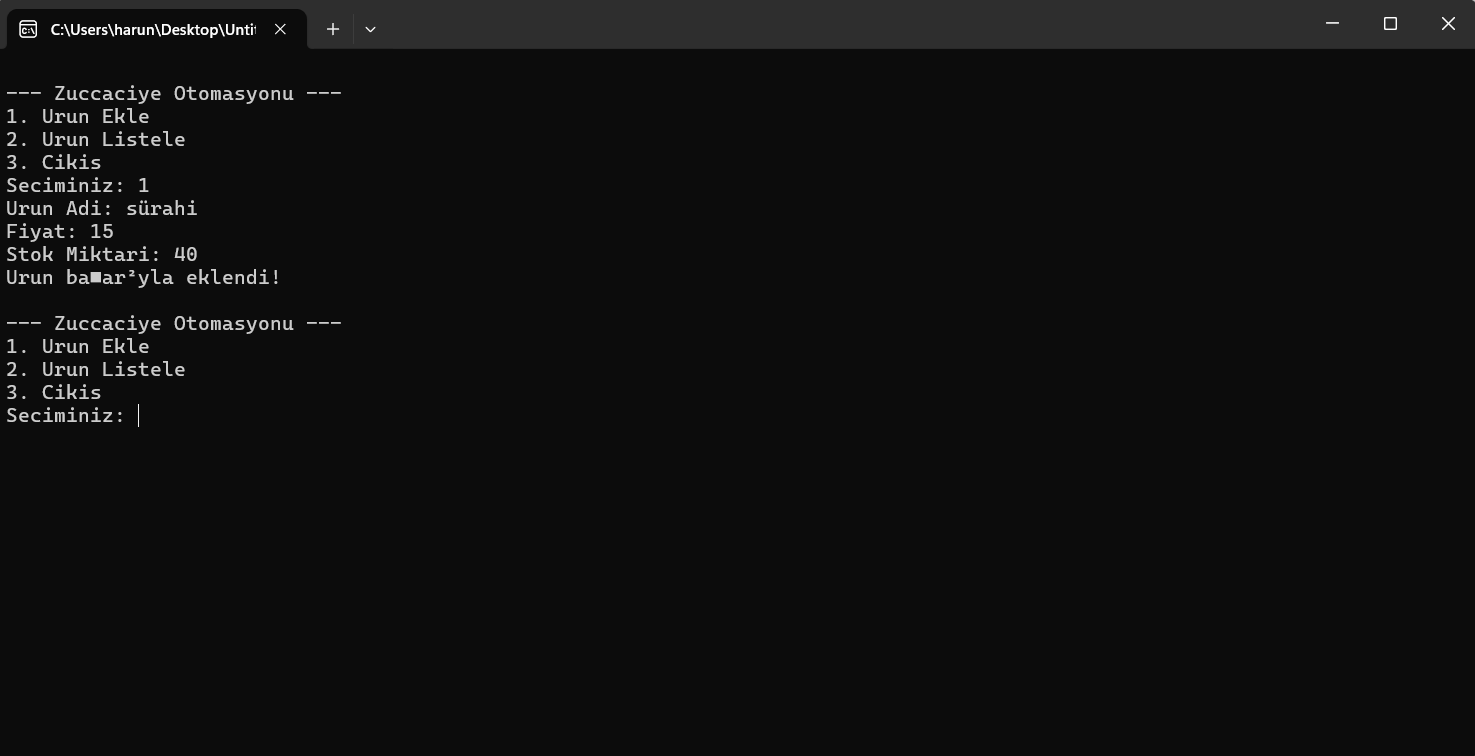 C:\Users\harun\Desktop\Unti
--- Zuccaciye Otomasyonu ---
1. Urun Ekle
2. Urun Listele
3. Cikis
Seciminiz: 1
Urun Adi: sürahi
Fiyat: 15
Stok Miktari: 40
Urun ba■ar²yla eklendi!
--- Zuccaciye Otomasyonu ---
1. Urun Ekle
2. Urun Listele
3. Cikis
Seciminiz: